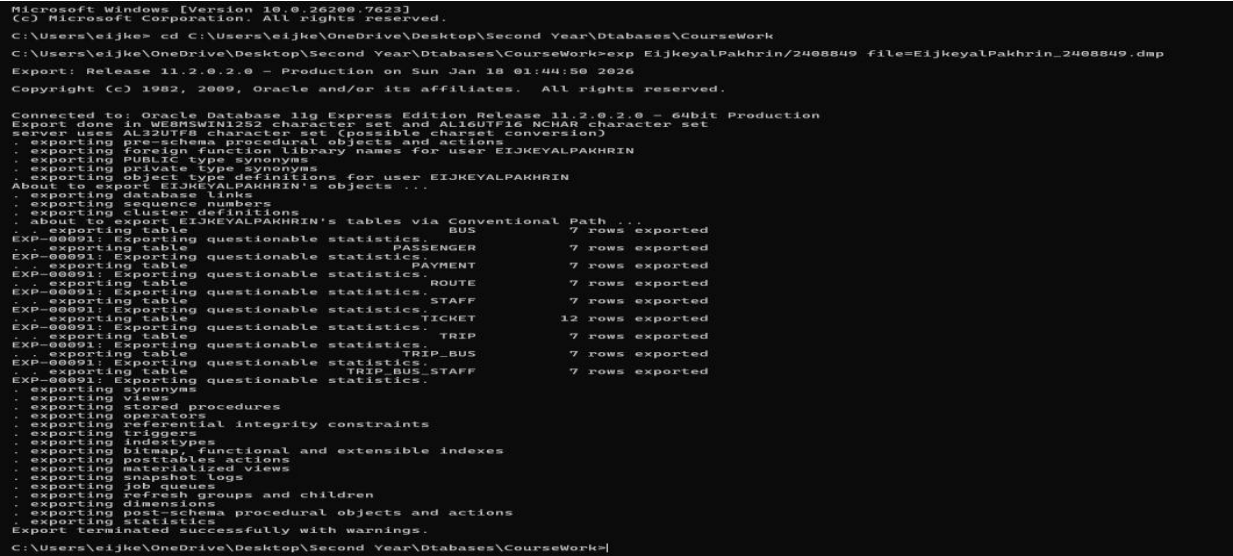 Microsoft Windows [Version 10.0.26200.7623]
(c) Microsoft Corporation. All rights reserved.
C:\Users\eijke> cd C:\Users\eijke\OneDrive\Desktop\Second Year\Dtabases\CourseWork
C:\Users\eijke\OneDrive\Desktop\Second Year\Dtabases\CourseWork>exp EijkeyalPakhrin/2408849 file=EijkeyalPakhrin_2408849.dmp
Export: Release 11.2.0.2.0 - Production on Sun Jan 18 01:44:50 2026
Copyright (c) 1982, 2009, Oracle and/or its affiliates.  All rights reserved.
Connected to: Oracle Database 11g Express Edition Release 11.2.0.2.0 - 64bit Production
Export done in WE8MSWIN1252 character set and AL16UTF16 NCHAR character set
server uses AL32UTF8 character set (possible charset conversion)
. exporting pre-schema procedural objects and actions
. exporting foreign function library names for user EIJKEYALPAKHRIN
. exporting PUBLIC type synonyms
. exporting private type synonyms
. exporting object type definitions for user EIJKEYALPAKHRIN
About to export EIJKEYALPAKHRIN's objects ...
. exporting database links
. exporting sequence numbers
. exporting cluster definitions
. about to export EIJKEYALPAKHRIN's tables via Conventional Path ...
. . exporting table BUS 7 rows exported
EXP-00091: Exporting questionable statistics.
. . exporting table PASSENGER 7 rows exported
EXP-00091: Exporting questionable statistics.
. . exporting table PAYMENT 7 rows exported
EXP-00091: Exporting questionable statistics.
. . exporting table ROUTE 7 rows exported
EXP-00091: Exporting questionable statistics.
. . exporting table STAFF 7 rows exported
EXP-00091: Exporting questionable statistics.
. . exporting table TICKET 12 rows exported
EXP-00091: Exporting questionable statistics.
. . exporting table TRIP 7 rows exported
EXP-00091: Exporting questionable statistics.
. . exporting table TRIP_BUS 7 rows exported
EXP-00091: Exporting questionable statistics.
. . exporting table TRIP_BUS_STAFF 7 rows exported
EXP-00091: Exporting questionable statistics.
. exporting synonyms
. exporting views
. exporting stored procedures
. exporting operators
. exporting referential integrity constraints
. exporting triggers
. exporting indextypes
. exporting bitmap, functional and extensible indexes
. exporting posttables actions
. exporting materialized views
. exporting snapshot logs
. exporting job queues
. exporting refresh groups and children
. exporting dimensions
. exporting post-schema procedural objects and actions
. exporting statistics
Export terminated successfully with warnings.
C:\Users\eijke\OneDrive\Desktop\Second Year\Dtabases\CourseWork>